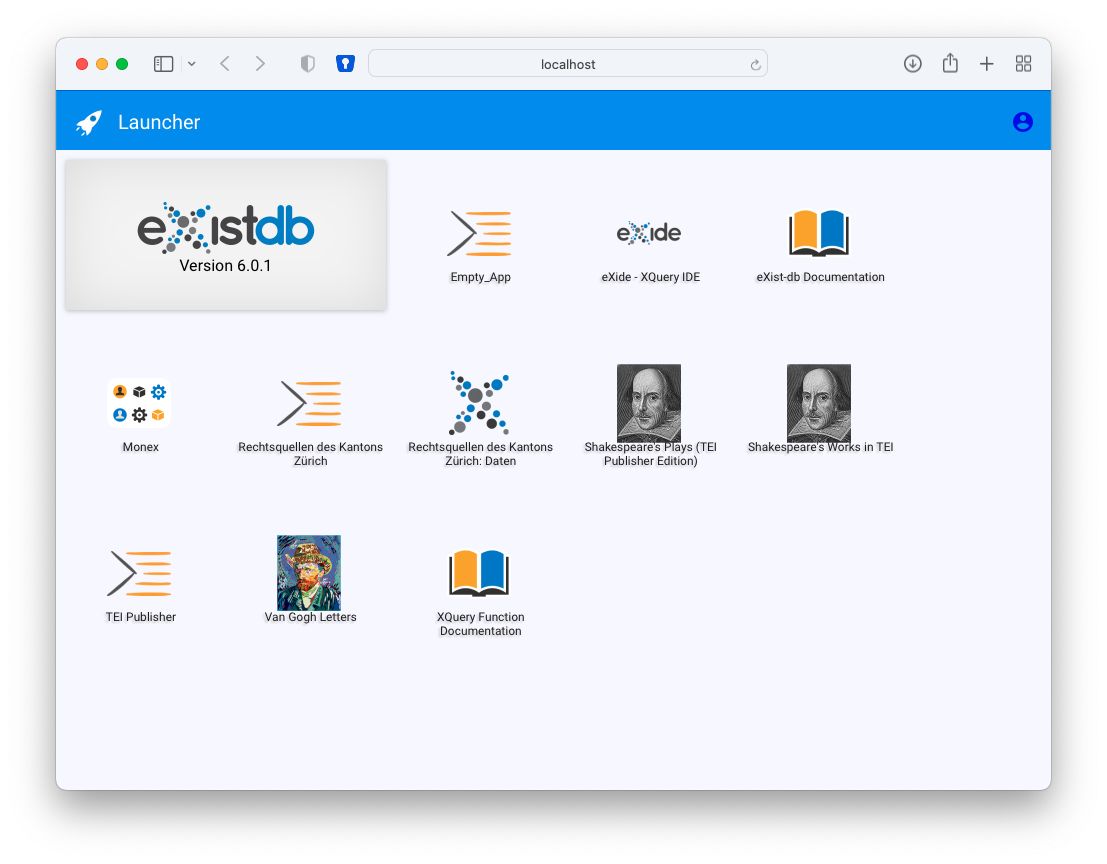 localhost
Launcher
eXistdb
Version 6.0.1
Empty_App
eXide
eXide - XQuery IDE
eXist-db Documentation
Monex
Rechtsquellen des Kantons
Zürich
Rechtsquellen des Kantons
Zürich: Daten
Shakespeare's Plays (TEI
Publisher Edition)
Shakespeare's Works in TEI
TEI Publisher
Van Gogh Letters
XQuery Function
Documentation